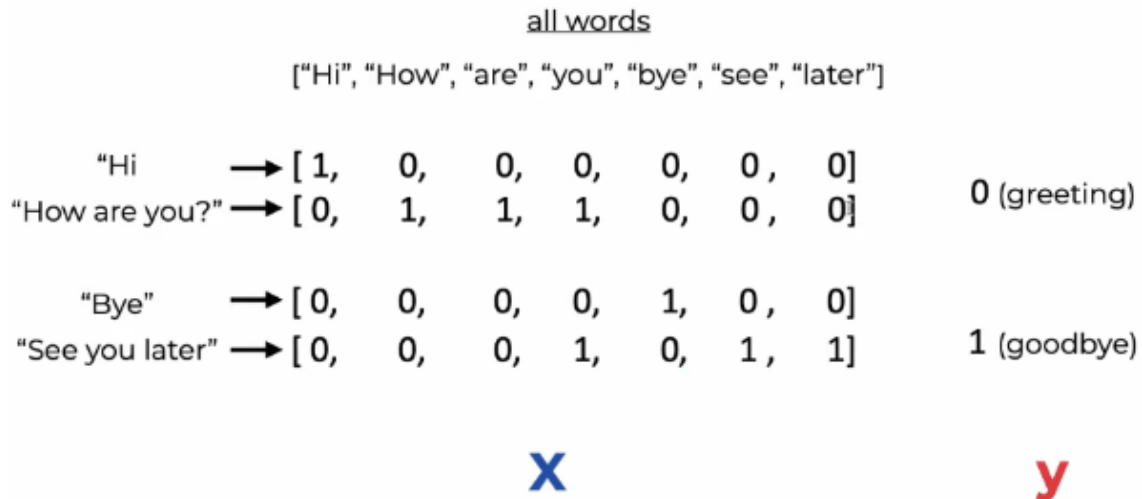 all words
["Hi", "How", "are", "you", "bye", "see", "later"]
"Hi → [ 1, 0, 0, 0, 0, 0 , 0]
"How are you?" → [ 0, 1, 1, 1, 0, 0 , 0] 0 (greeting)
"Bye" → [ 0, 0, 0, 0, 1, 0 , 0]
"See you later" → [ 0, 0, 0, 1, 0, 1 , 1] 1 (goodbye)
X y